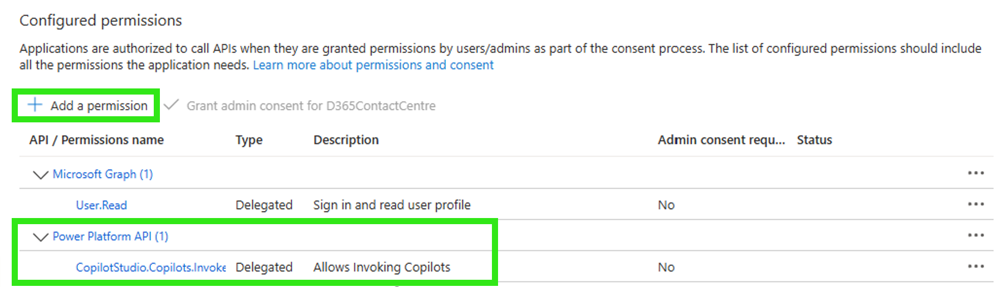 Configured permissions
Applications are authorized to call APIs when they are granted permissions by users/admins as part of the consent process. The list of configured permissions should include
all the permissions the application needs. Learn more about permissions and consent
Add a permission Grant admin consent for D365ContactCentre
API / Permissions name Type Description Admin consent requ... Status
Microsoft Graph (1)
User.Read Delegated Sign in and read user profile No
Power Platform API (1)
CopilotStudio.Copilots.Invoke Delegated Allows Invoking Copilots No